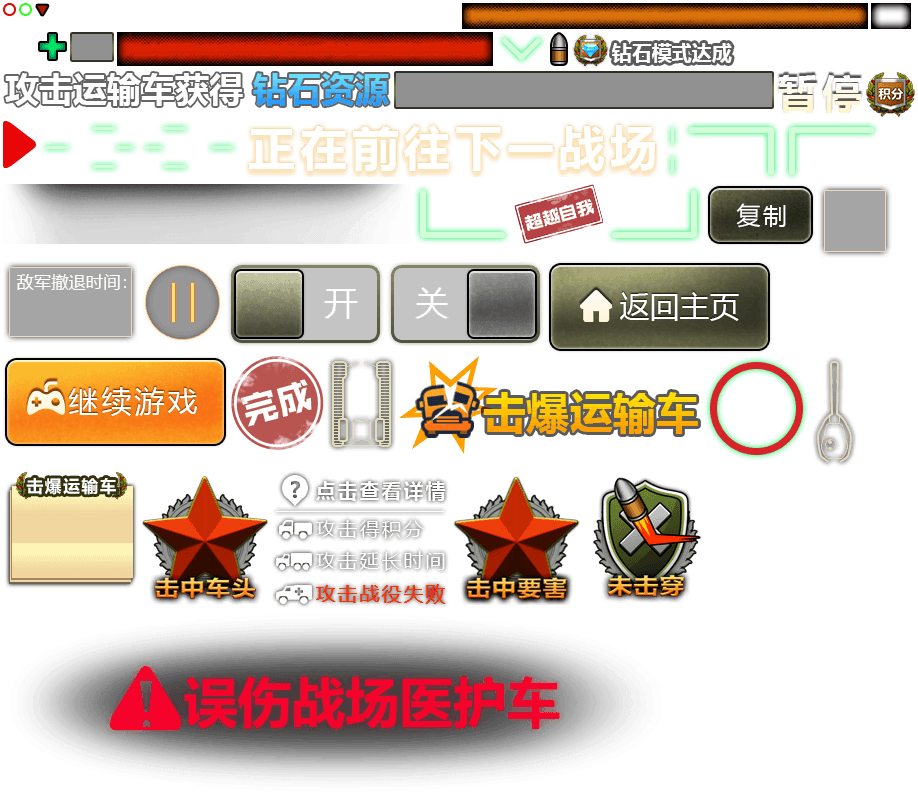 钻石模式达成
攻击运输车获得 钻石资源
暂停
积分
正在前往下一战场
超越自我
复制
敌军撤退时间：
开
关
返回主页
继续游戏
完成
击爆运输车
击爆运输车
击中车头
点击查看详情
攻击得积分
攻击延长时间
攻击战役失败
击中要害
未击穿
误伤战场医护车